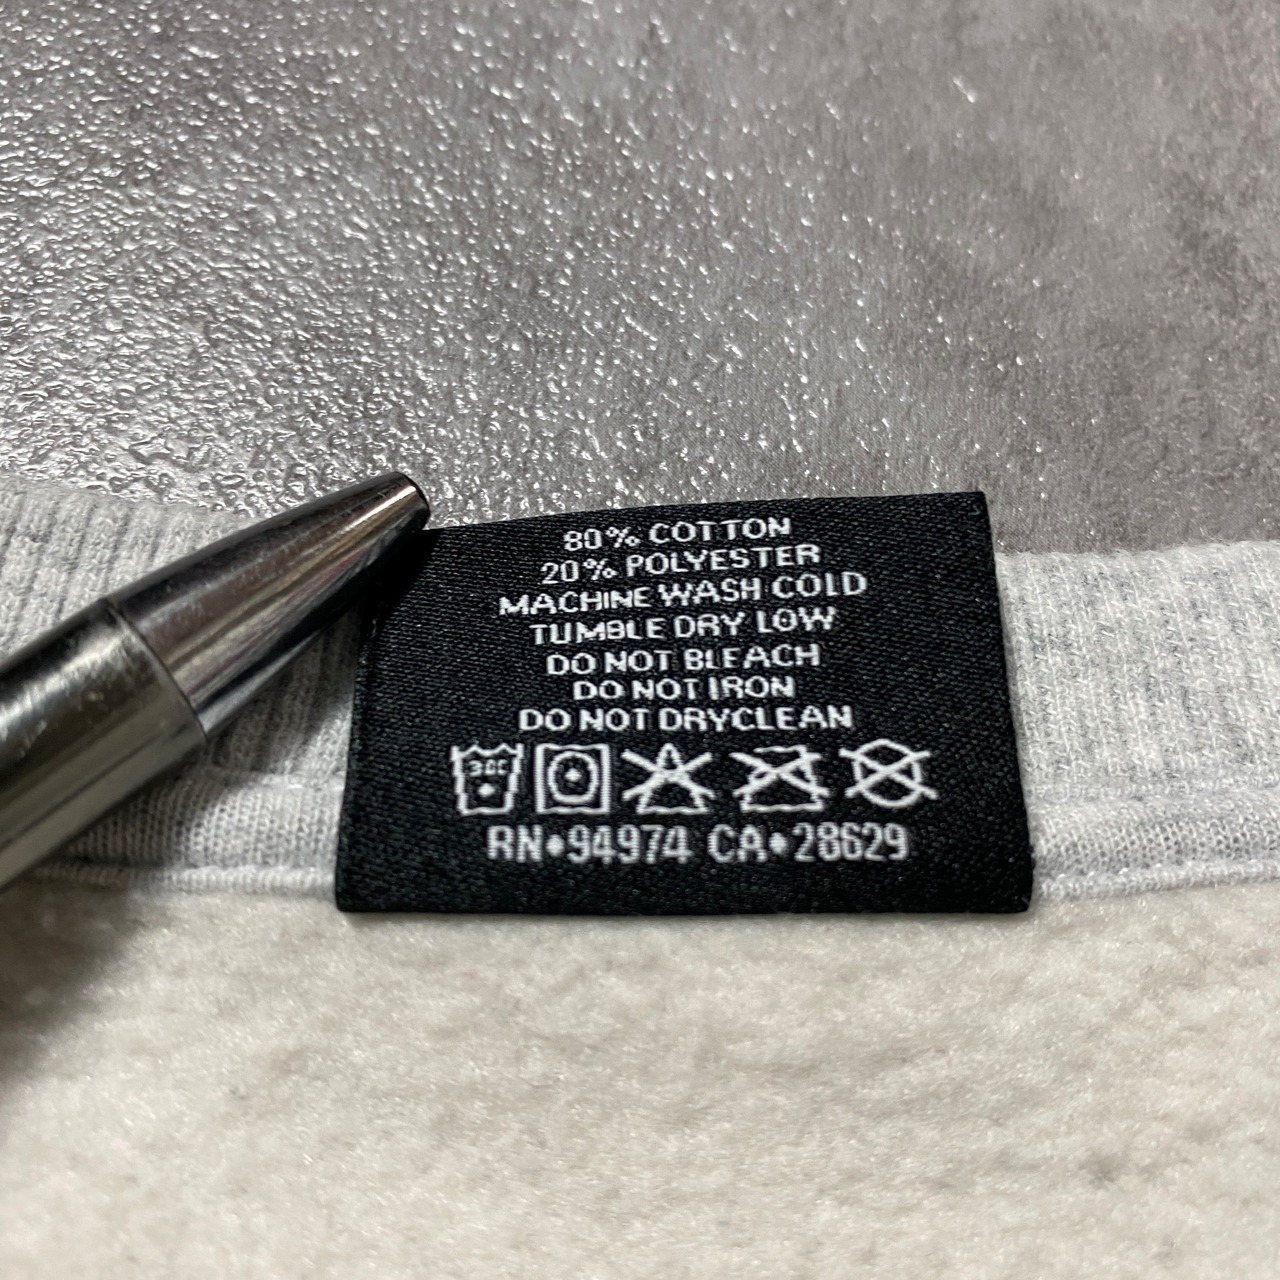 80% COTTON
20% POLYESTER
MACHINE WASH COLD
TUMBLE DRY LOW
DO NOT BLEACH
DO NOT IRON
DO NOT DRYCLEAN
30C
RN•94974 CA•28629